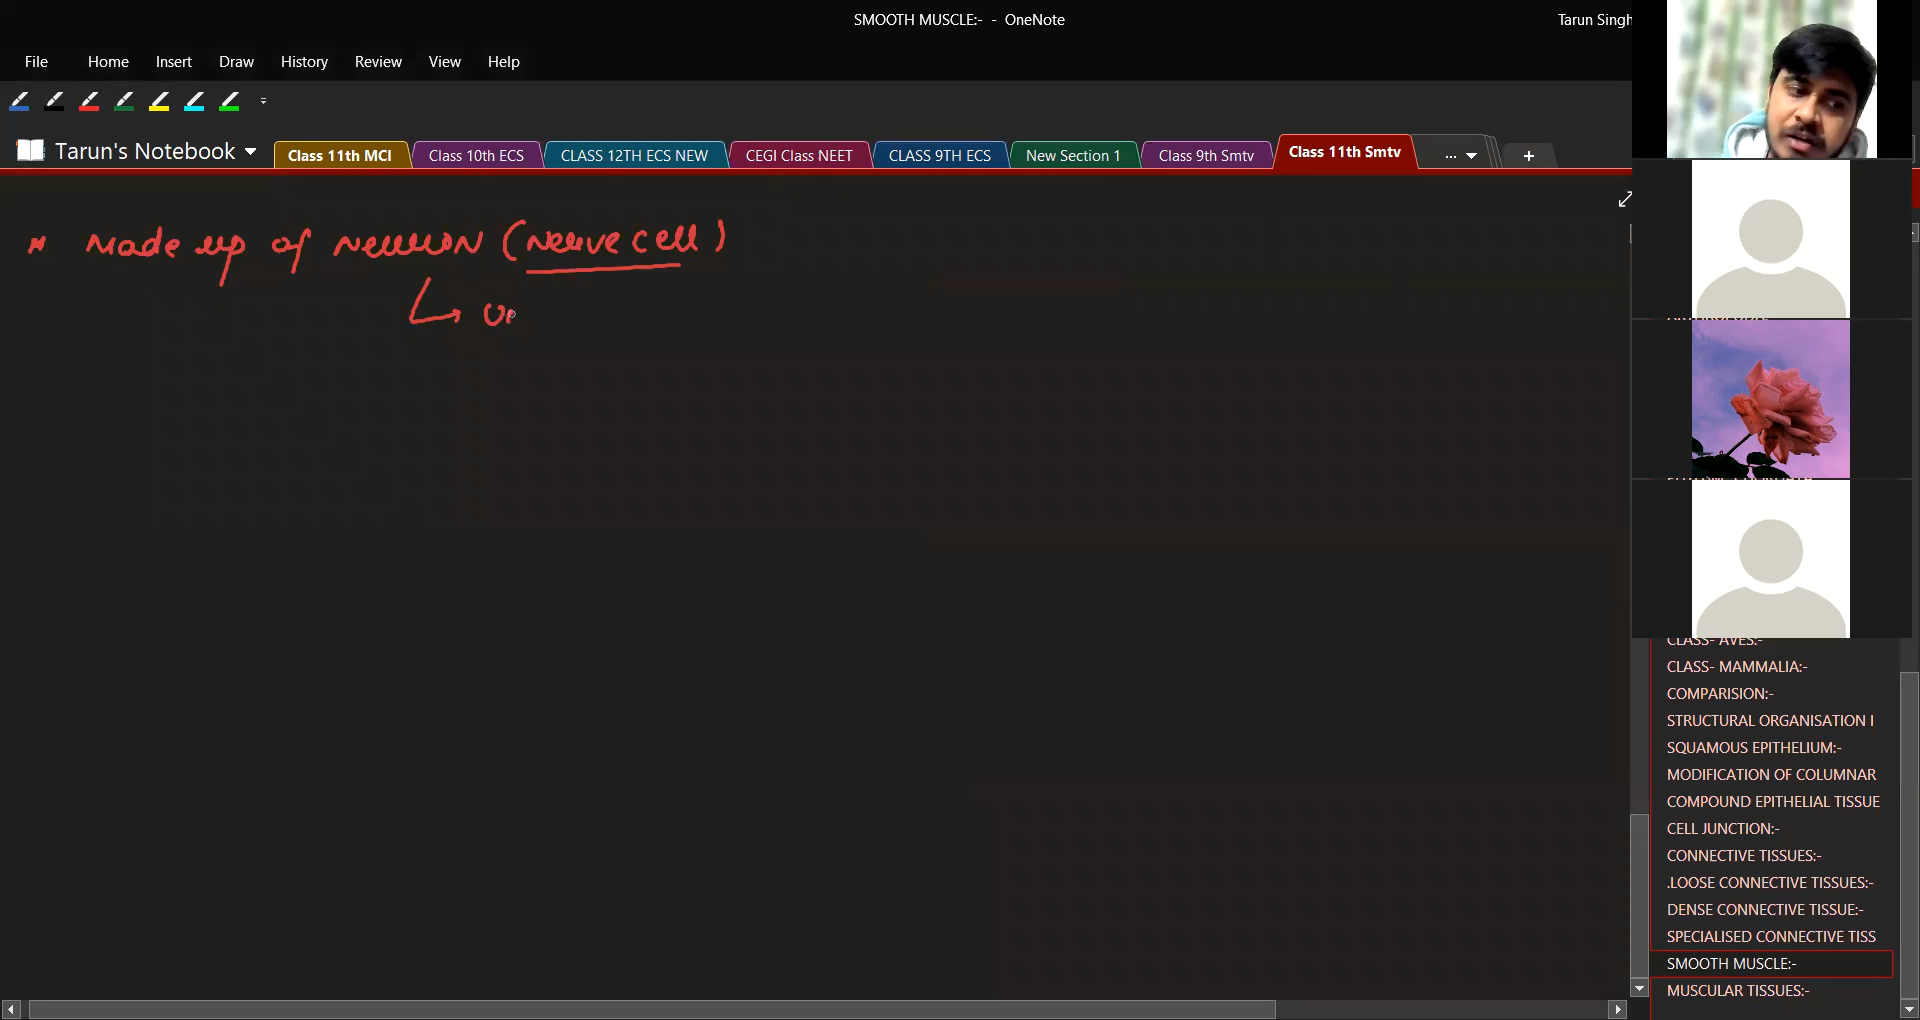 SMOOTH MUSCLE:- - OneNote
Tarun Singh
File Home Insert Draw History Review View Help
Tarun's Notebook
Class 11th MCI Class 10th ECS CLASS 12TH ECS NEW CEGI Class NEET CLASS 9TH ECS New Section 1 Class 9th Smtv Class 11th Smtv ... +
* Made up of neuron (nerve cell)
CLASS- AVES:-
CLASS- MAMMALIA:-
COMPARISION:-
STRUCTURAL ORGANISATION I
SQUAMOUS EPITHELIUM:-
MODIFICATION OF COLUMNAR
COMPOUND EPITHELIAL TISSUE
CELL JUNCTION:-
CONNECTIVE TISSUES:-
.LOOSE CONNECTIVE TISSUES:-
DENSE CONNECTIVE TISSUE:-
SPECIALISED CONNECTIVE TISS
SMOOTH MUSCLE:-
MUSCULAR TISSUES:-